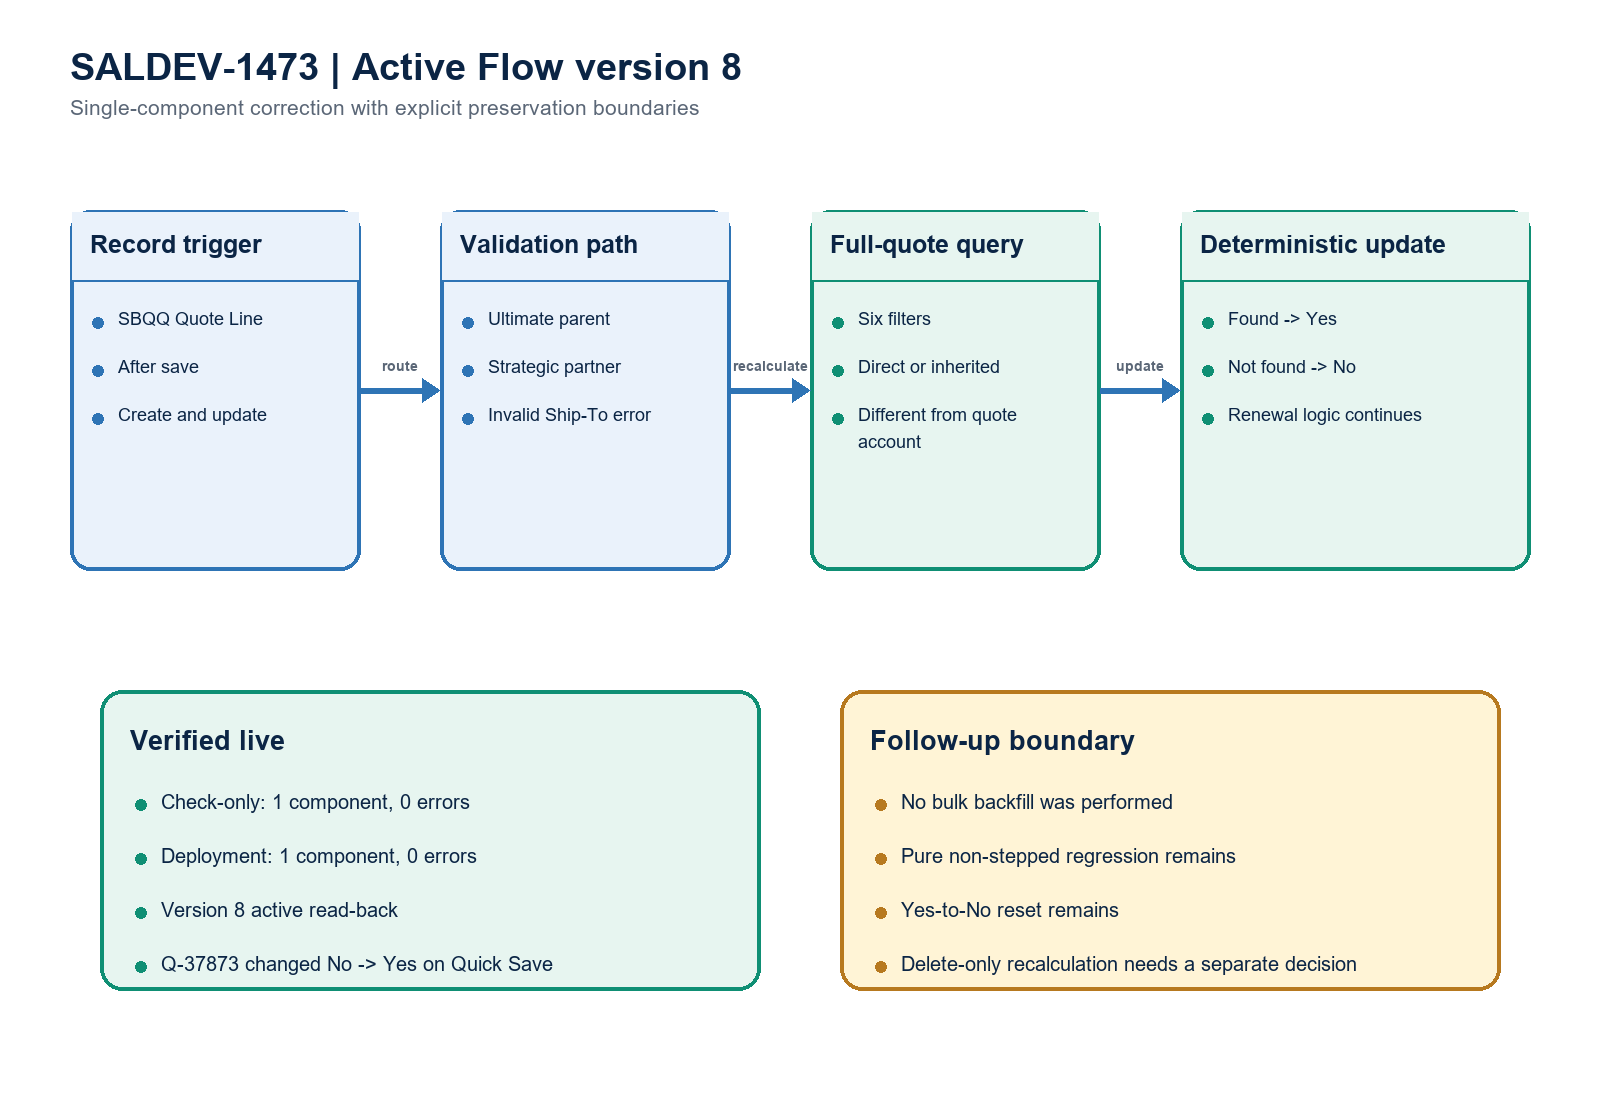 SALDEV-1473 | Active Flow version 8
Single-component correction with explicit preservation boundaries
Record trigger
SBQQ Quote Line
After save
Create and update
route
Validation path
Ultimate parent
Strategic partner
Invalid Ship-To error
recalculate
Full-quote query
Six filters
Direct or inherited
Different from quote
account
update
Deterministic update
Found -> Yes
Not found -> No
Renewal logic continues
Verified live
Check-only: 1 component, 0 errors
Deployment: 1 component, 0 errors
Version 8 active read-back
Q-37873 changed No -> Yes on Quick Save
Follow-up boundary
No bulk backfill was performed
Pure non-stepped regression remains
Yes-to-No reset remains
Delete-only recalculation needs a separate decision